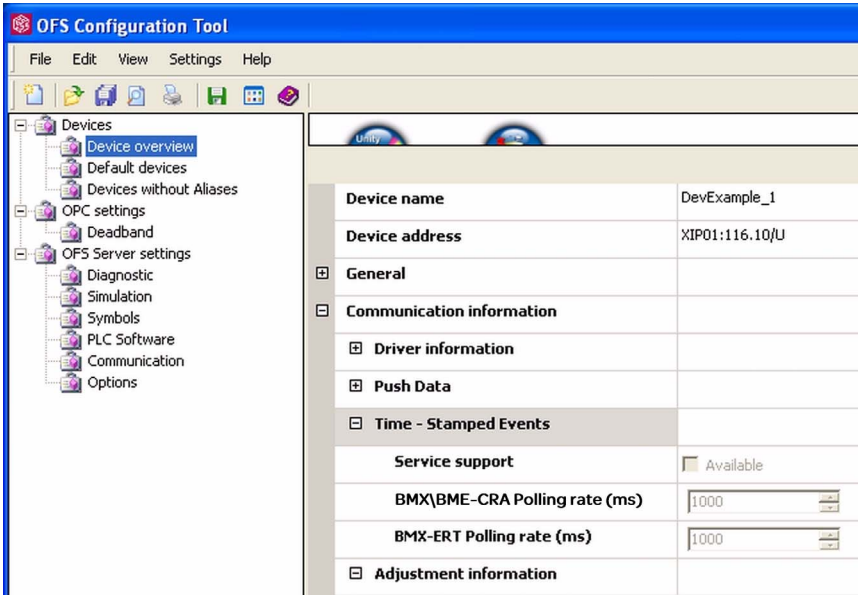 OFS Configuration Tool
File Edit View Settings Help
Devices
Device overview
Default devices
Devices without Aliases
OPC settings
Deadband
OFS Server settings
Diagnostic
Simulation
Symbols
PLC Software
Communication
Options
Unity
Device name DevExample_1
Device address XIP01:116.10/U
General
Communication information
Driver information
Push Data
Time - Stamped Events
Service support Available
BMX\BME-CRA Polling rate (ms) 1000
BMX-ERT Polling rate (ms) 1000
Adjustment information